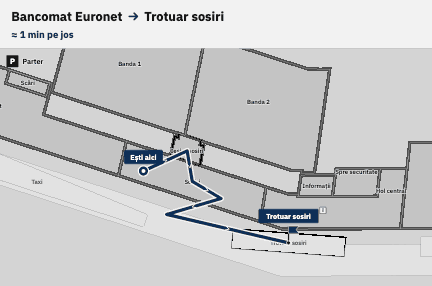 Bancomat Euronet → Trotuar sosiri
≈ 1 min pe jos
P Parter
Banda 1
Scări
Banda 2
Ești aici
Spre securitate
Informații
Hol central
Taxi
Trotuar sosiri